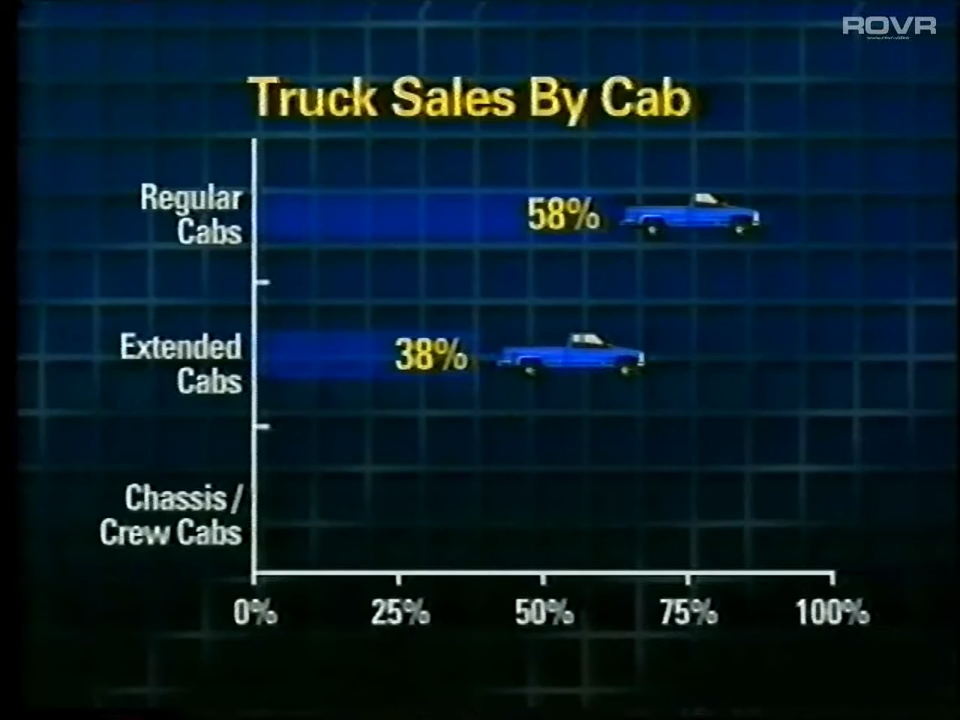 ROVR
Truck Sales By Cab
Regular
Cabs
58%
Extended
Cabs
38%
Chassis/
Crew Cabs
0% 25% 50% 75% 100%